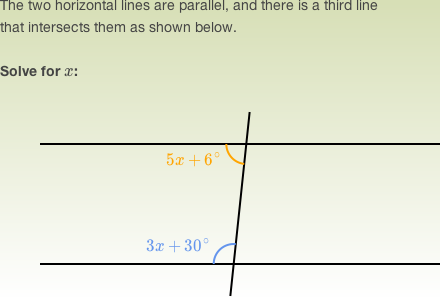 The two horizontal lines are parallel, and there is a third line
that intersects them as shown below.
Solve for x:
5x + 6°
3x + 30°